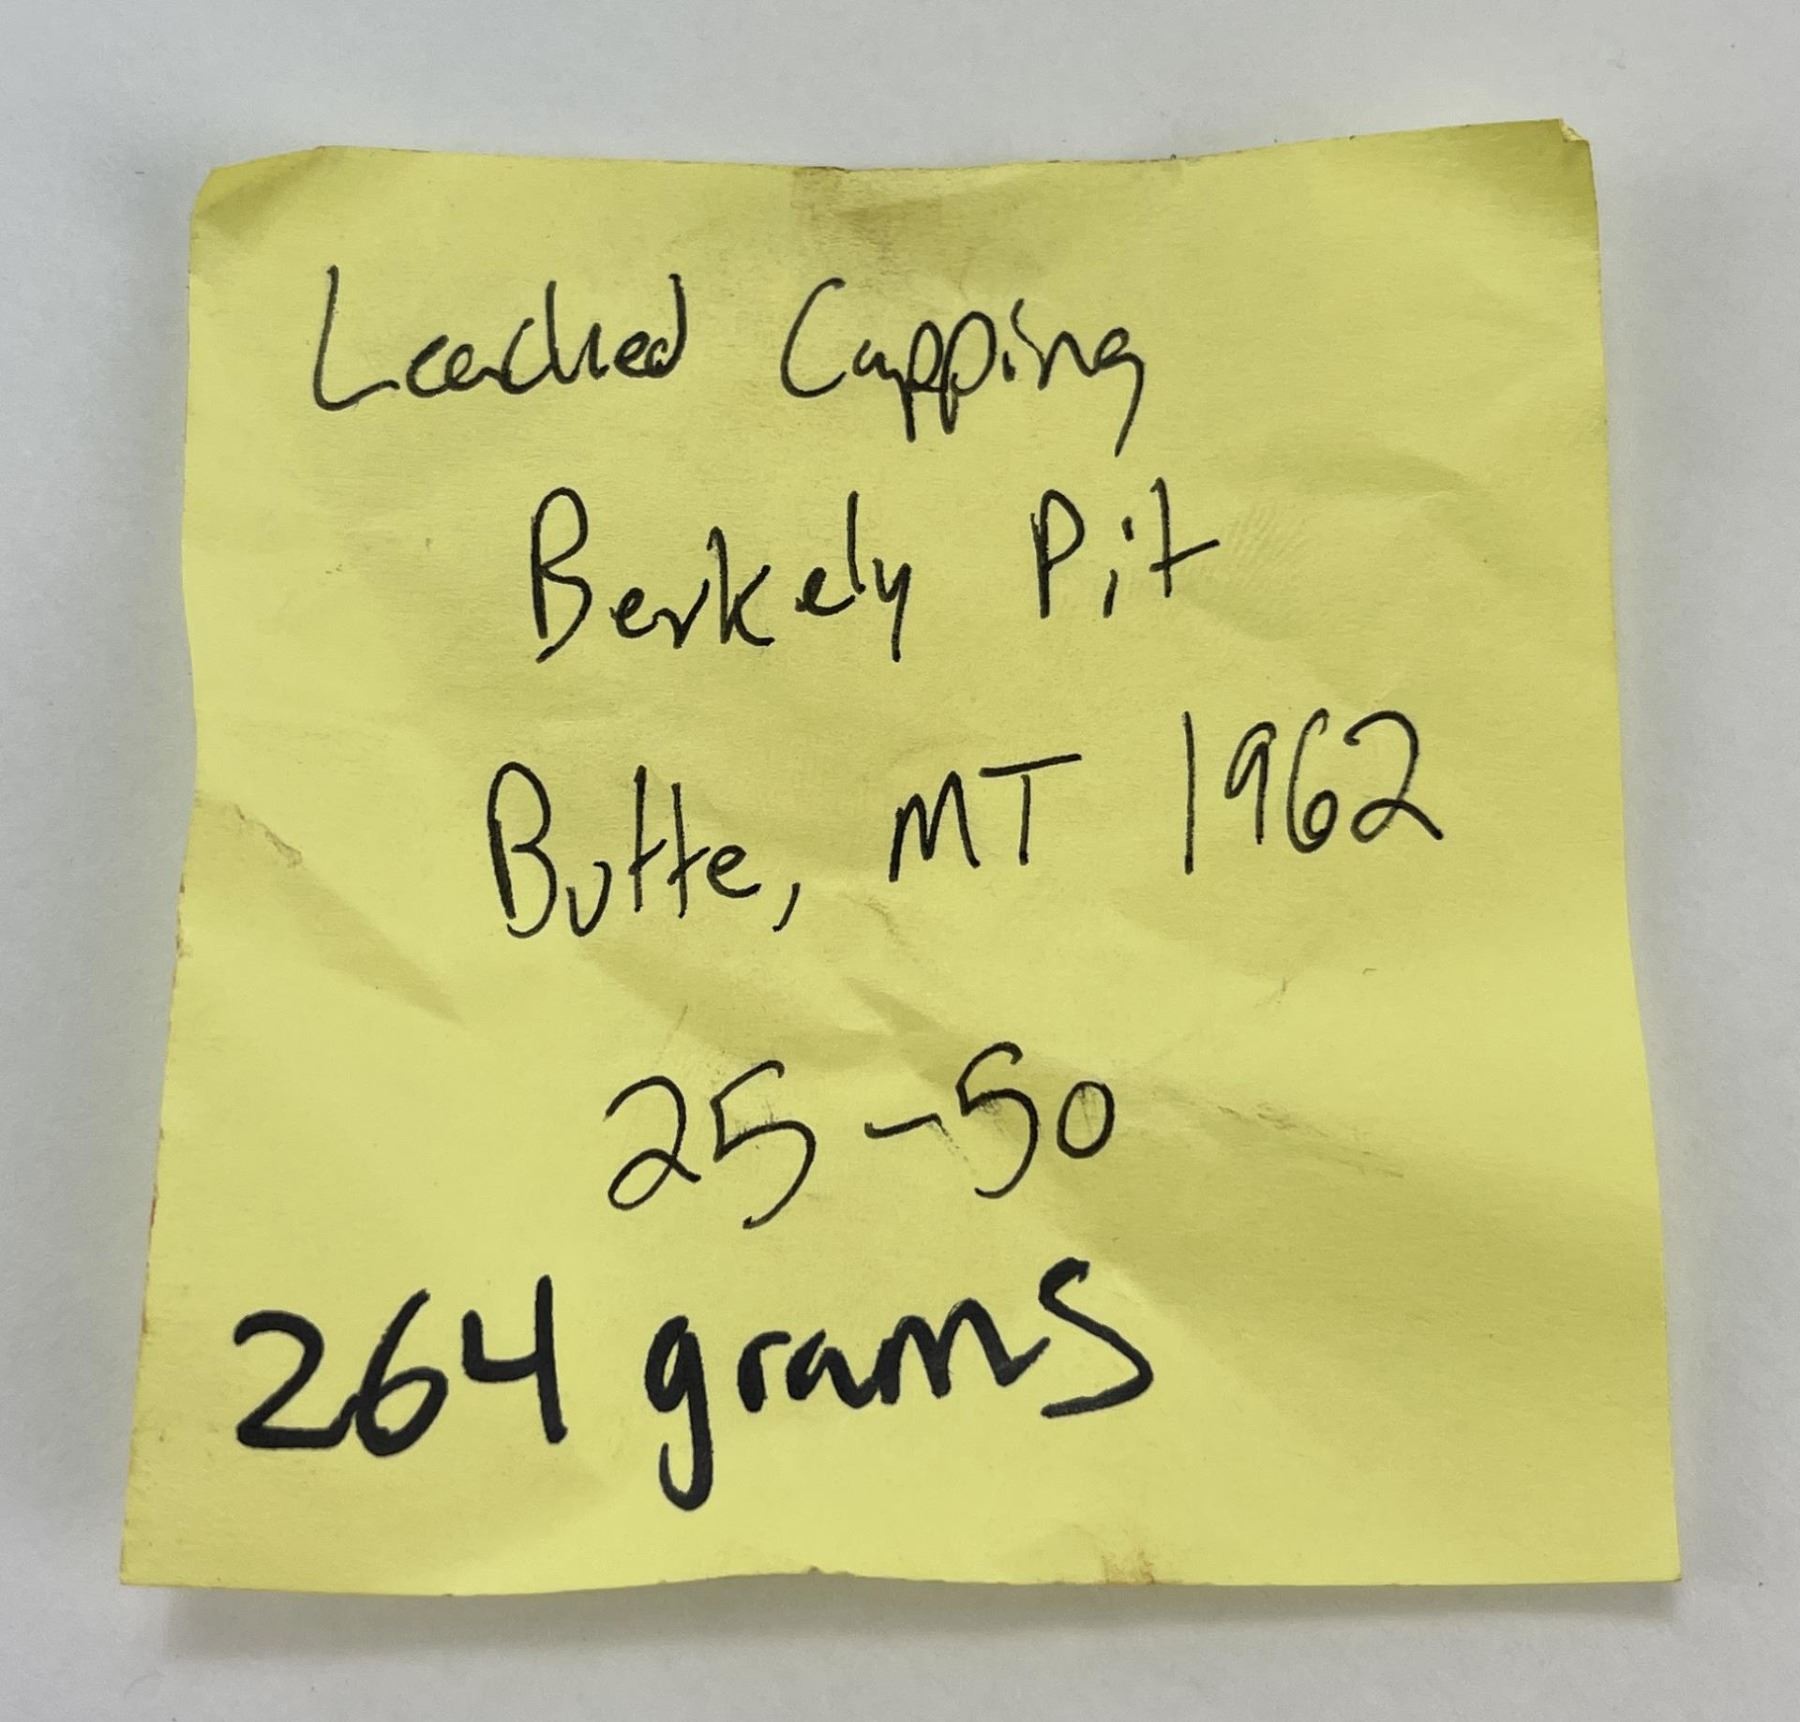 Leached Capping
Berkely Pit
Butte, MT 1962
25-50
264 grams